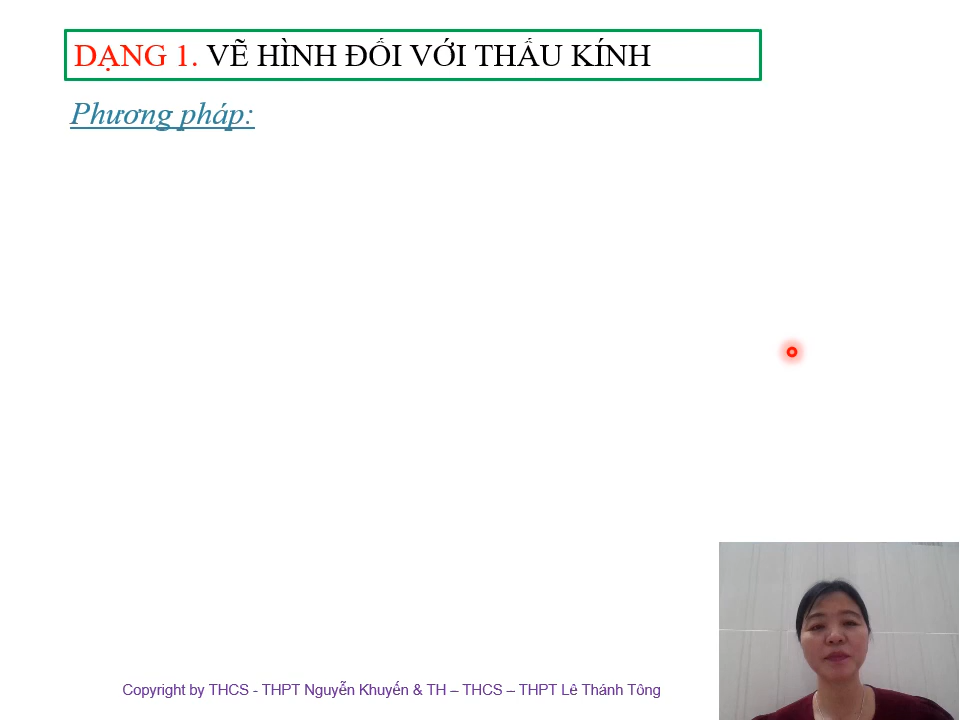 DẠNG 1. VẼ HÌNH ĐỐI VỚI THẤU KÍNH
Phương pháp:
Copyright by THCS - THPT Nguyễn Khuyến & TH – THCS – THPT Lê Thánh Tông